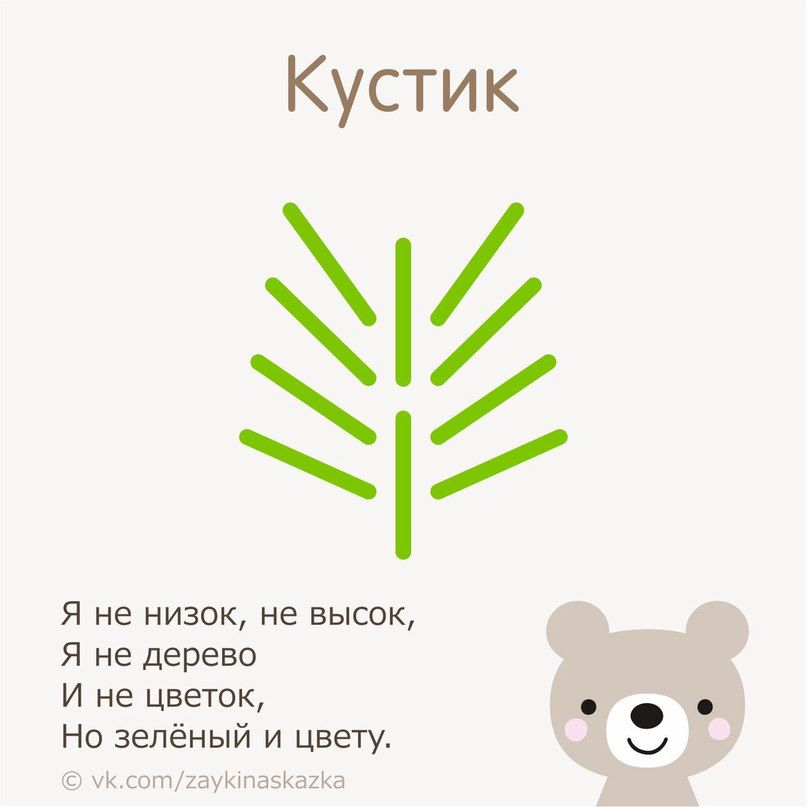 Кустик
Я не низок, не высок,
Я не дерево
И не цветок,
Но зелёный и цвету.
© vk.com/zaykinaskazka